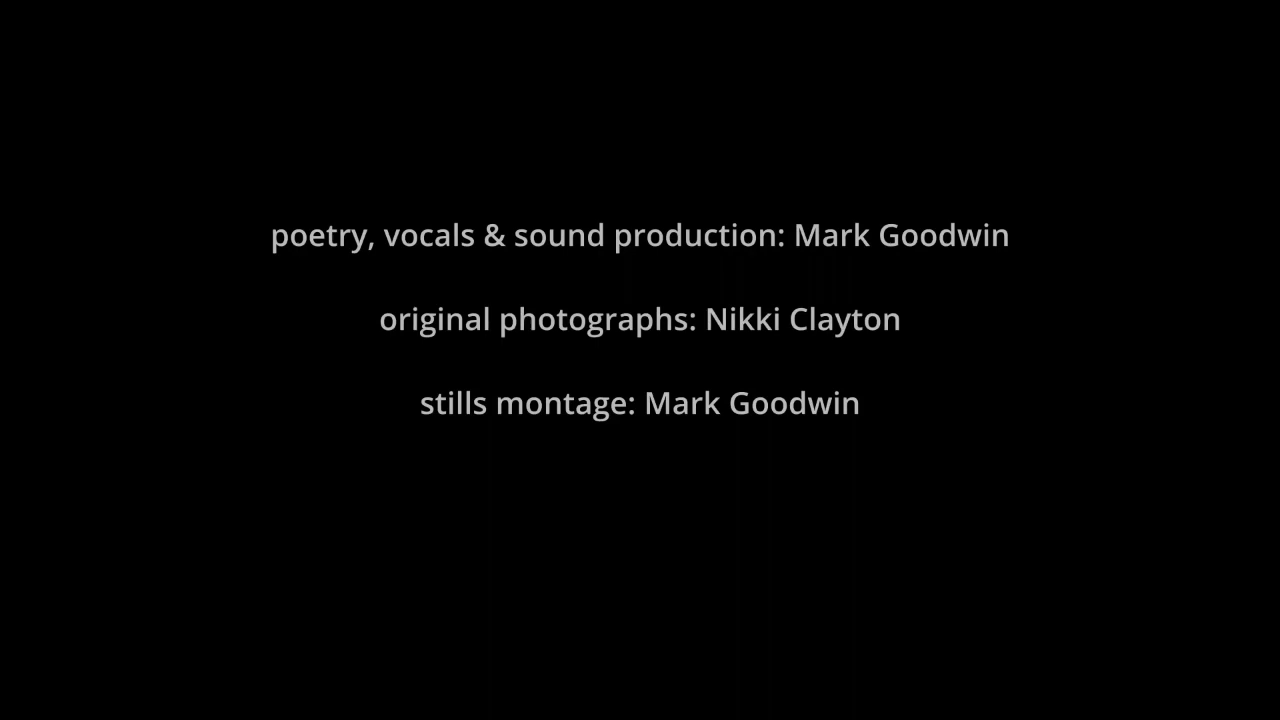 poetry, vocals & sound production: Mark Goodwin
original photographs: Nikki Clayton
stills montage: Mark Goodwin